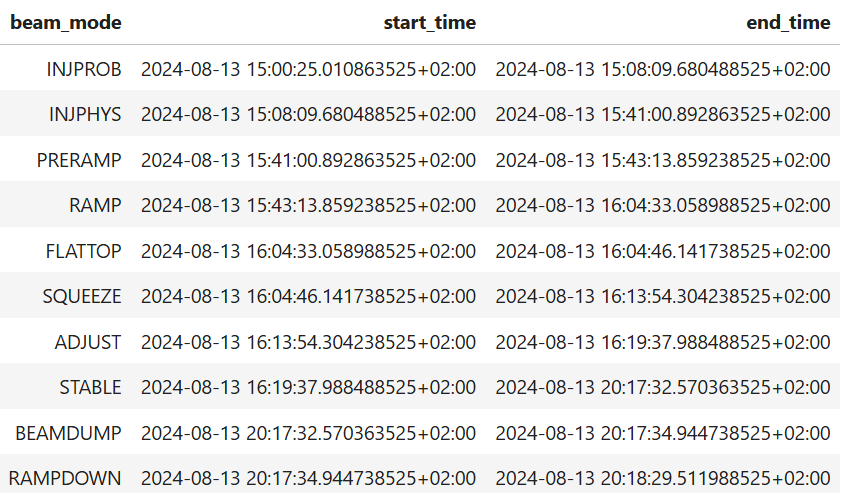 beam_mode start_time end_time
INJPROB 2024-08-13 15:00:25.010863525+02:00 2024-08-13 15:08:09.680488525+02:00
INJPHYS 2024-08-13 15:08:09.680488525+02:00 2024-08-13 15:41:00.892863525+02:00
PRERAMP 2024-08-13 15:41:00.892863525+02:00 2024-08-13 15:43:13.859238525+02:00
RAMP 2024-08-13 15:43:13.859238525+02:00 2024-08-13 16:04:33.058988525+02:00
FLATTOP 2024-08-13 16:04:33.058988525+02:00 2024-08-13 16:04:46.141738525+02:00
SQUEEZE 2024-08-13 16:04:46.141738525+02:00 2024-08-13 16:13:54.304238525+02:00
ADJUST 2024-08-13 16:13:54.304238525+02:00 2024-08-13 16:19:37.988488525+02:00
STABLE 2024-08-13 16:19:37.988488525+02:00 2024-08-13 20:17:32.570363525+02:00
BEAMDUMP 2024-08-13 20:17:32.570363525+02:00 2024-08-13 20:17:34.944738525+02:00
RAMPDOWN 2024-08-13 20:17:34.944738525+02:00 2024-08-13 20:18:29.511988525+02:00